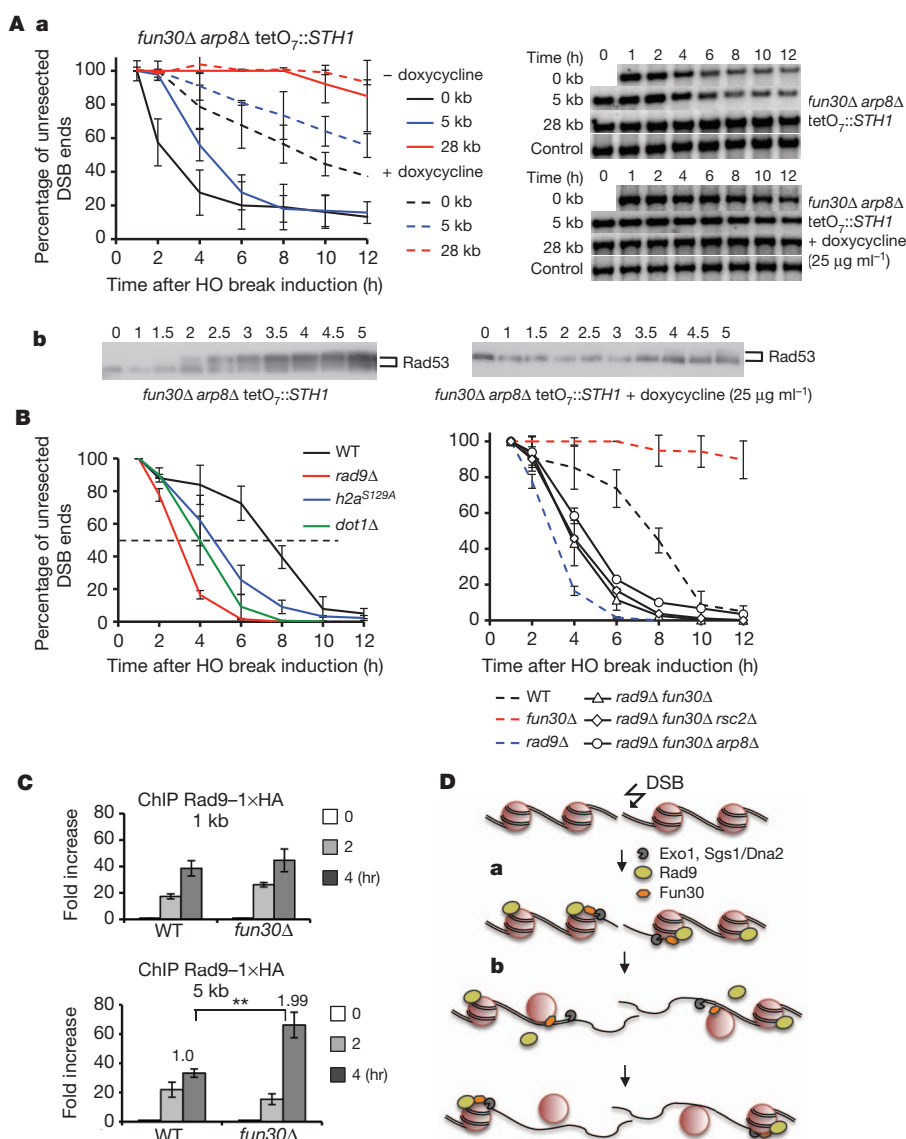 A a
fun30Δ arp8Δ tetO7::STH1
Percentage of unresected
DSB ends
100
80
60
40
20
0
0 2 4 6 8 10 12
Time after HO break induction (h)
– doxycycline
0 kb
5 kb
28 kb
+ doxycycline
0 kb
5 kb
28 kb
Time (h) 0 1 2 4 6 8 10 12
0 kb
5 kb
28 kb
Control
fun30Δ arp8Δ
tetO7::STH1
Time (h) 0 1 2 4 6 8 10 12
0 kb
5 kb
28 kb
Control
fun30Δ arp8Δ
tetO7::STH1
+ doxycycline
(25 µg ml–1)
b
0 1 1.5 2 2.5 3 3.5 4 4.5 5
Rad53
fun30Δ arp8Δ tetO7::STH1
0 1 1.5 2 2.5 3 3.5 4 4.5 5
Rad53
fun30Δ arp8Δ tetO7::STH1 + doxycycline (25 µg ml–1)
B
Percentage of unresected
DSB ends
100
80
60
40
20
0
0 2 4 6 8 10 12
Time after HO break induction (h)
WT
rad9Δ
h2aS129A
dot1Δ
100
80
60
40
20
0
0 2 4 6 8 10 12
Time after HO break induction (h)
WT
fun30Δ
rad9Δ
rad9Δ fun30Δ
rad9Δ fun30Δ rsc2Δ
rad9Δ fun30Δ arp8Δ
C
ChIP Rad9–1×HA
1 kb
Fold increase
80
60
40
20
0
WT fun30Δ
0
2
4 (hr)
ChIP Rad9–1×HA
5 kb
Fold increase
80
60
40
20
0
1.0
**
1.99
WT fun30Δ
0
2
4 (hr)
D
DSB
Exo1, Sgs1/Dna2
Rad9
Fun30
a
b